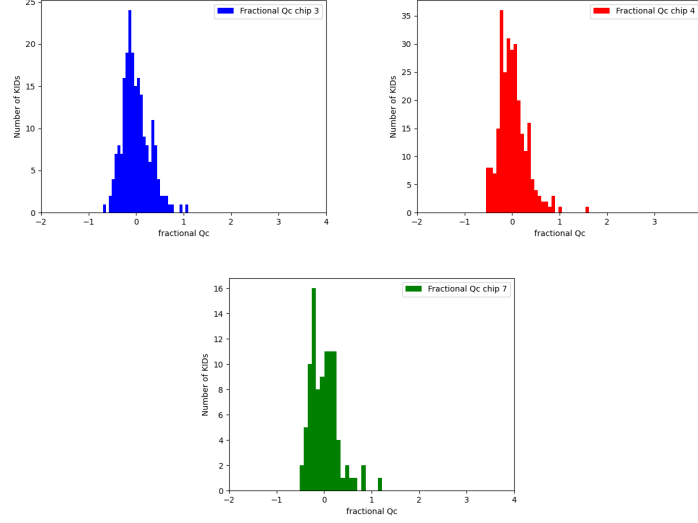 Fractional Qc chip 3
Number of KIDs
25
20
15
10
5
0
-2 -1 0 1 2 3 4
fractional Qc
Fractional Qc chip 4
Number of KIDs
35
30
25
20
15
10
5
0
-2 -1 0 1 2 3
fractional Qc
Fractional Qc chip 7
Number of KIDs
16
14
12
10
8
6
4
2
0
-2 -1 0 1 2 3 4
fractional Qc